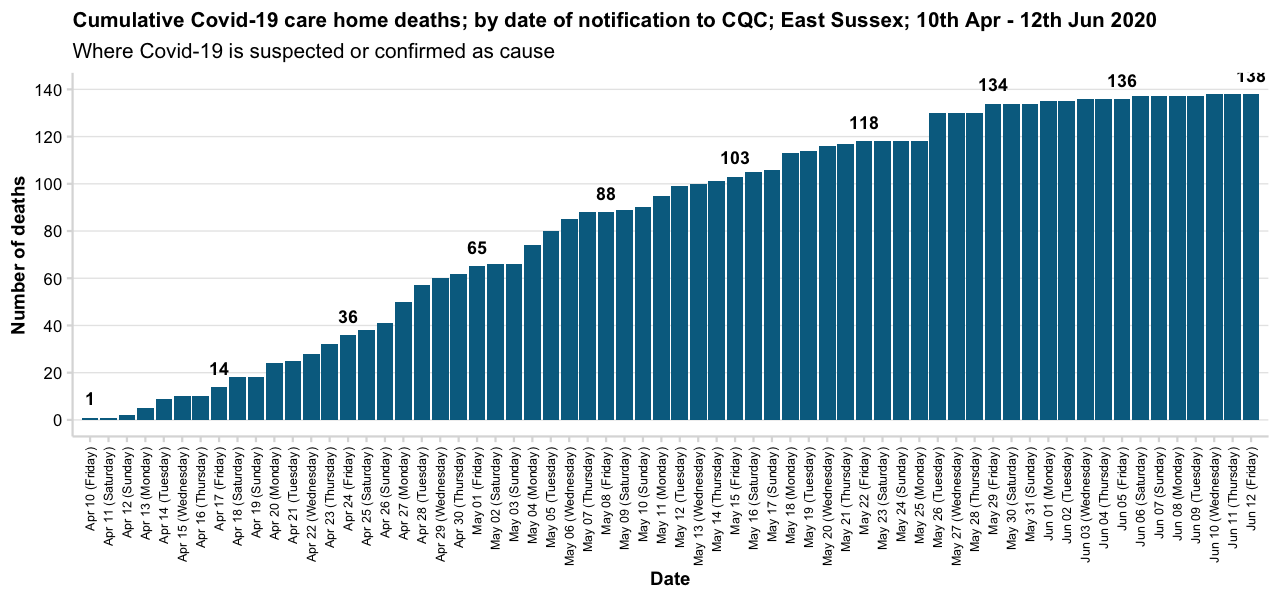 Cumulative Covid-19 care home deaths; by date of notification to CQC; East Sussex; 10th Apr - 12th Jun 2020
Where Covid-19 is suspected or confirmed as cause
Number of deaths
140
120
100
80
60
40
20
0
1
14
36
65
88
103
118
134
136
138
Apr 10 (Friday)
Apr 11 (Saturday)
Apr 12 (Sunday)
Apr 13 (Monday)
Apr 14 (Tuesday)
Apr 15 (Wednesday)
Apr 16 (Thursday)
Apr 17 (Friday)
Apr 18 (Saturday)
Apr 19 (Sunday)
Apr 20 (Monday)
Apr 21 (Tuesday)
Apr 22 (Wednesday)
Apr 23 (Thursday)
Apr 24 (Friday)
Apr 25 (Saturday)
Apr 26 (Sunday)
Apr 27 (Monday)
Apr 28 (Tuesday)
Apr 29 (Wednesday)
Apr 30 (Thursday)
May 01 (Friday)
May 02 (Saturday)
May 03 (Sunday)
May 04 (Monday)
May 05 (Tuesday)
May 06 (Wednesday)
May 07 (Thursday)
May 08 (Friday)
May 09 (Saturday)
May 10 (Sunday)
May 11 (Monday)
May 12 (Tuesday)
May 13 (Wednesday)
May 14 (Thursday)
May 15 (Friday)
May 16 (Saturday)
May 17 (Sunday)
May 18 (Monday)
May 19 (Tuesday)
May 20 (Wednesday)
May 21 (Thursday)
May 22 (Friday)
May 23 (Saturday)
May 24 (Sunday)
May 25 (Monday)
May 26 (Tuesday)
May 27 (Wednesday)
May 28 (Thursday)
May 29 (Friday)
May 30 (Saturday)
May 31 (Sunday)
Jun 01 (Monday)
Jun 02 (Tuesday)
Jun 03 (Wednesday)
Jun 04 (Thursday)
Jun 05 (Friday)
Jun 06 (Saturday)
Jun 07 (Sunday)
Jun 08 (Monday)
Jun 09 (Tuesday)
Jun 10 (Wednesday)
Jun 11 (Thursday)
Jun 12 (Friday)
Date